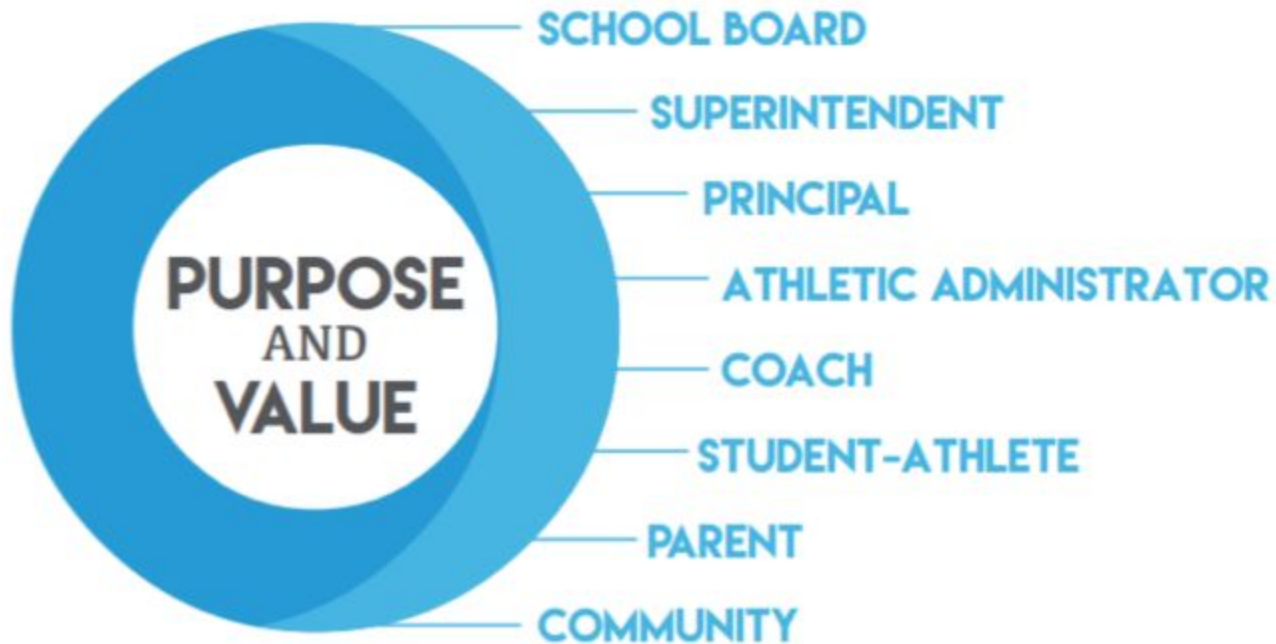 SCHOOL BOARD
SUPERINTENDENT
PRINCIPAL
ATHLETIC ADMINISTRATOR
COACH
STUDENT-ATHLETE
PARENT
COMMUNITY
PURPOSE
AND
VALUE